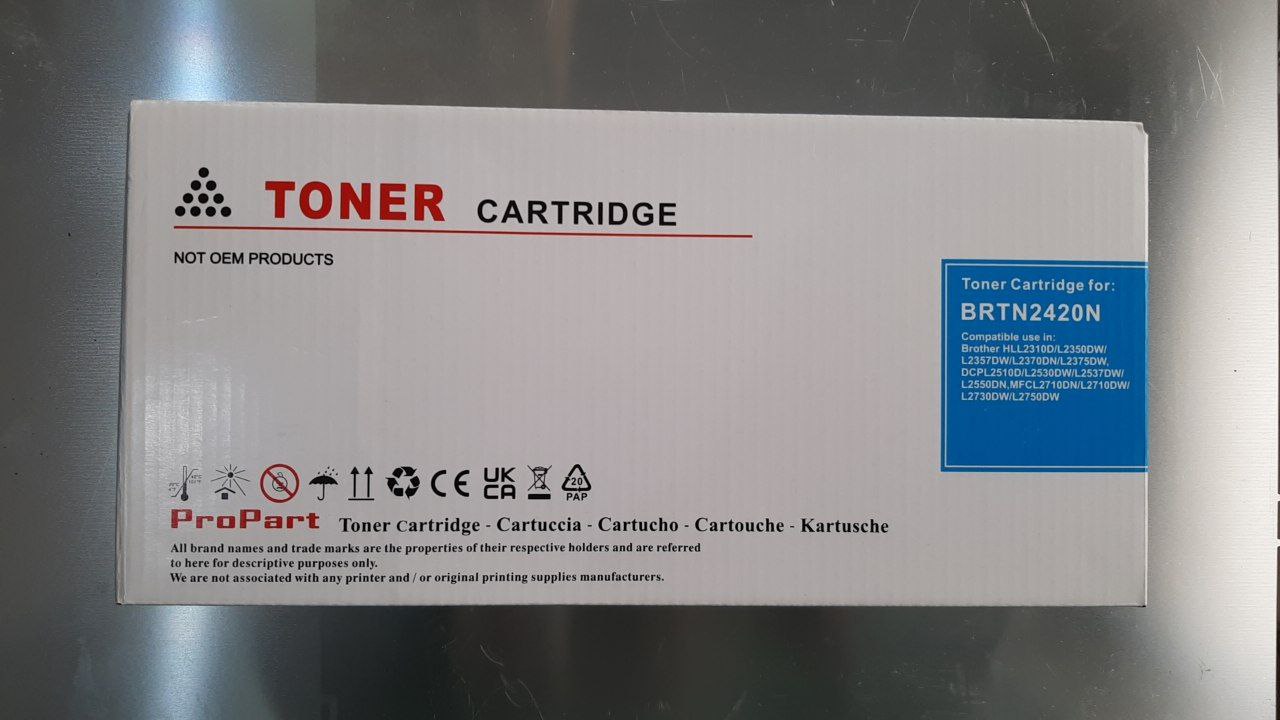 TONER CARTRIDGE
NOT OEM PRODUCTS
Toner Cartridge for:
BRTN2420N
Compatible use in:
Brother HLL2310D/L2350DW/
L2357DW/L2370DN/L2375DW,
DCPL2510D/L2530DW/L2537DW/
L2550DN,MFCL2710DN/L2710DW/
L2730DW/L2750DW
CE
UK
CA
20
PAP
ProPart Toner Cartridge - Cartuccia - Cartucho - Cartouche - Kartusche
All brand names and trade marks are the properties of their respective holders and are referred
to here for descriptive purposes only.
We are not associated with any printer and / or original printing supplies manufacturers.